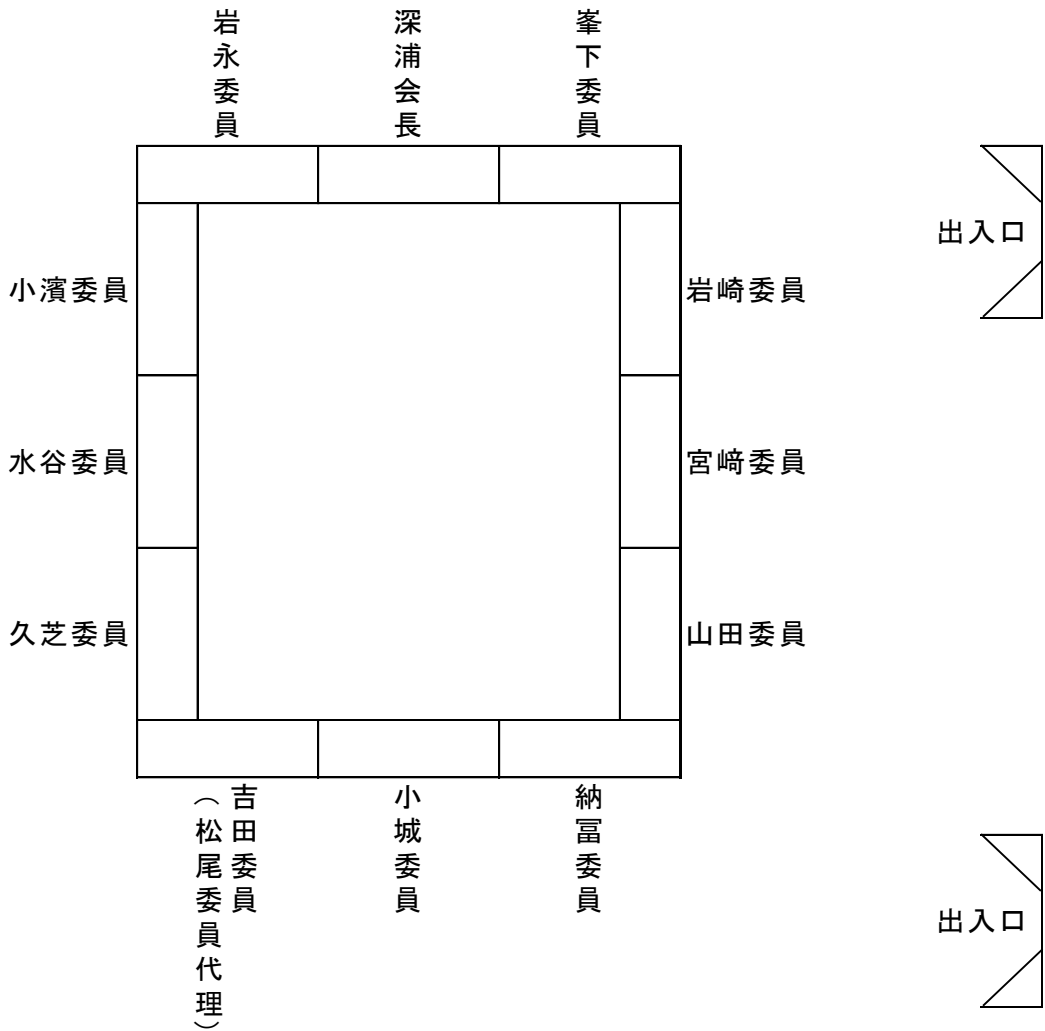 岩永委員
深浦会長
峯下委員
出入口
小濱委員
岩崎委員
水谷委員
宮﨑委員
久芝委員
山田委員
吉田委員
（松尾委員代理）
小城委員
納冨委員
出入口